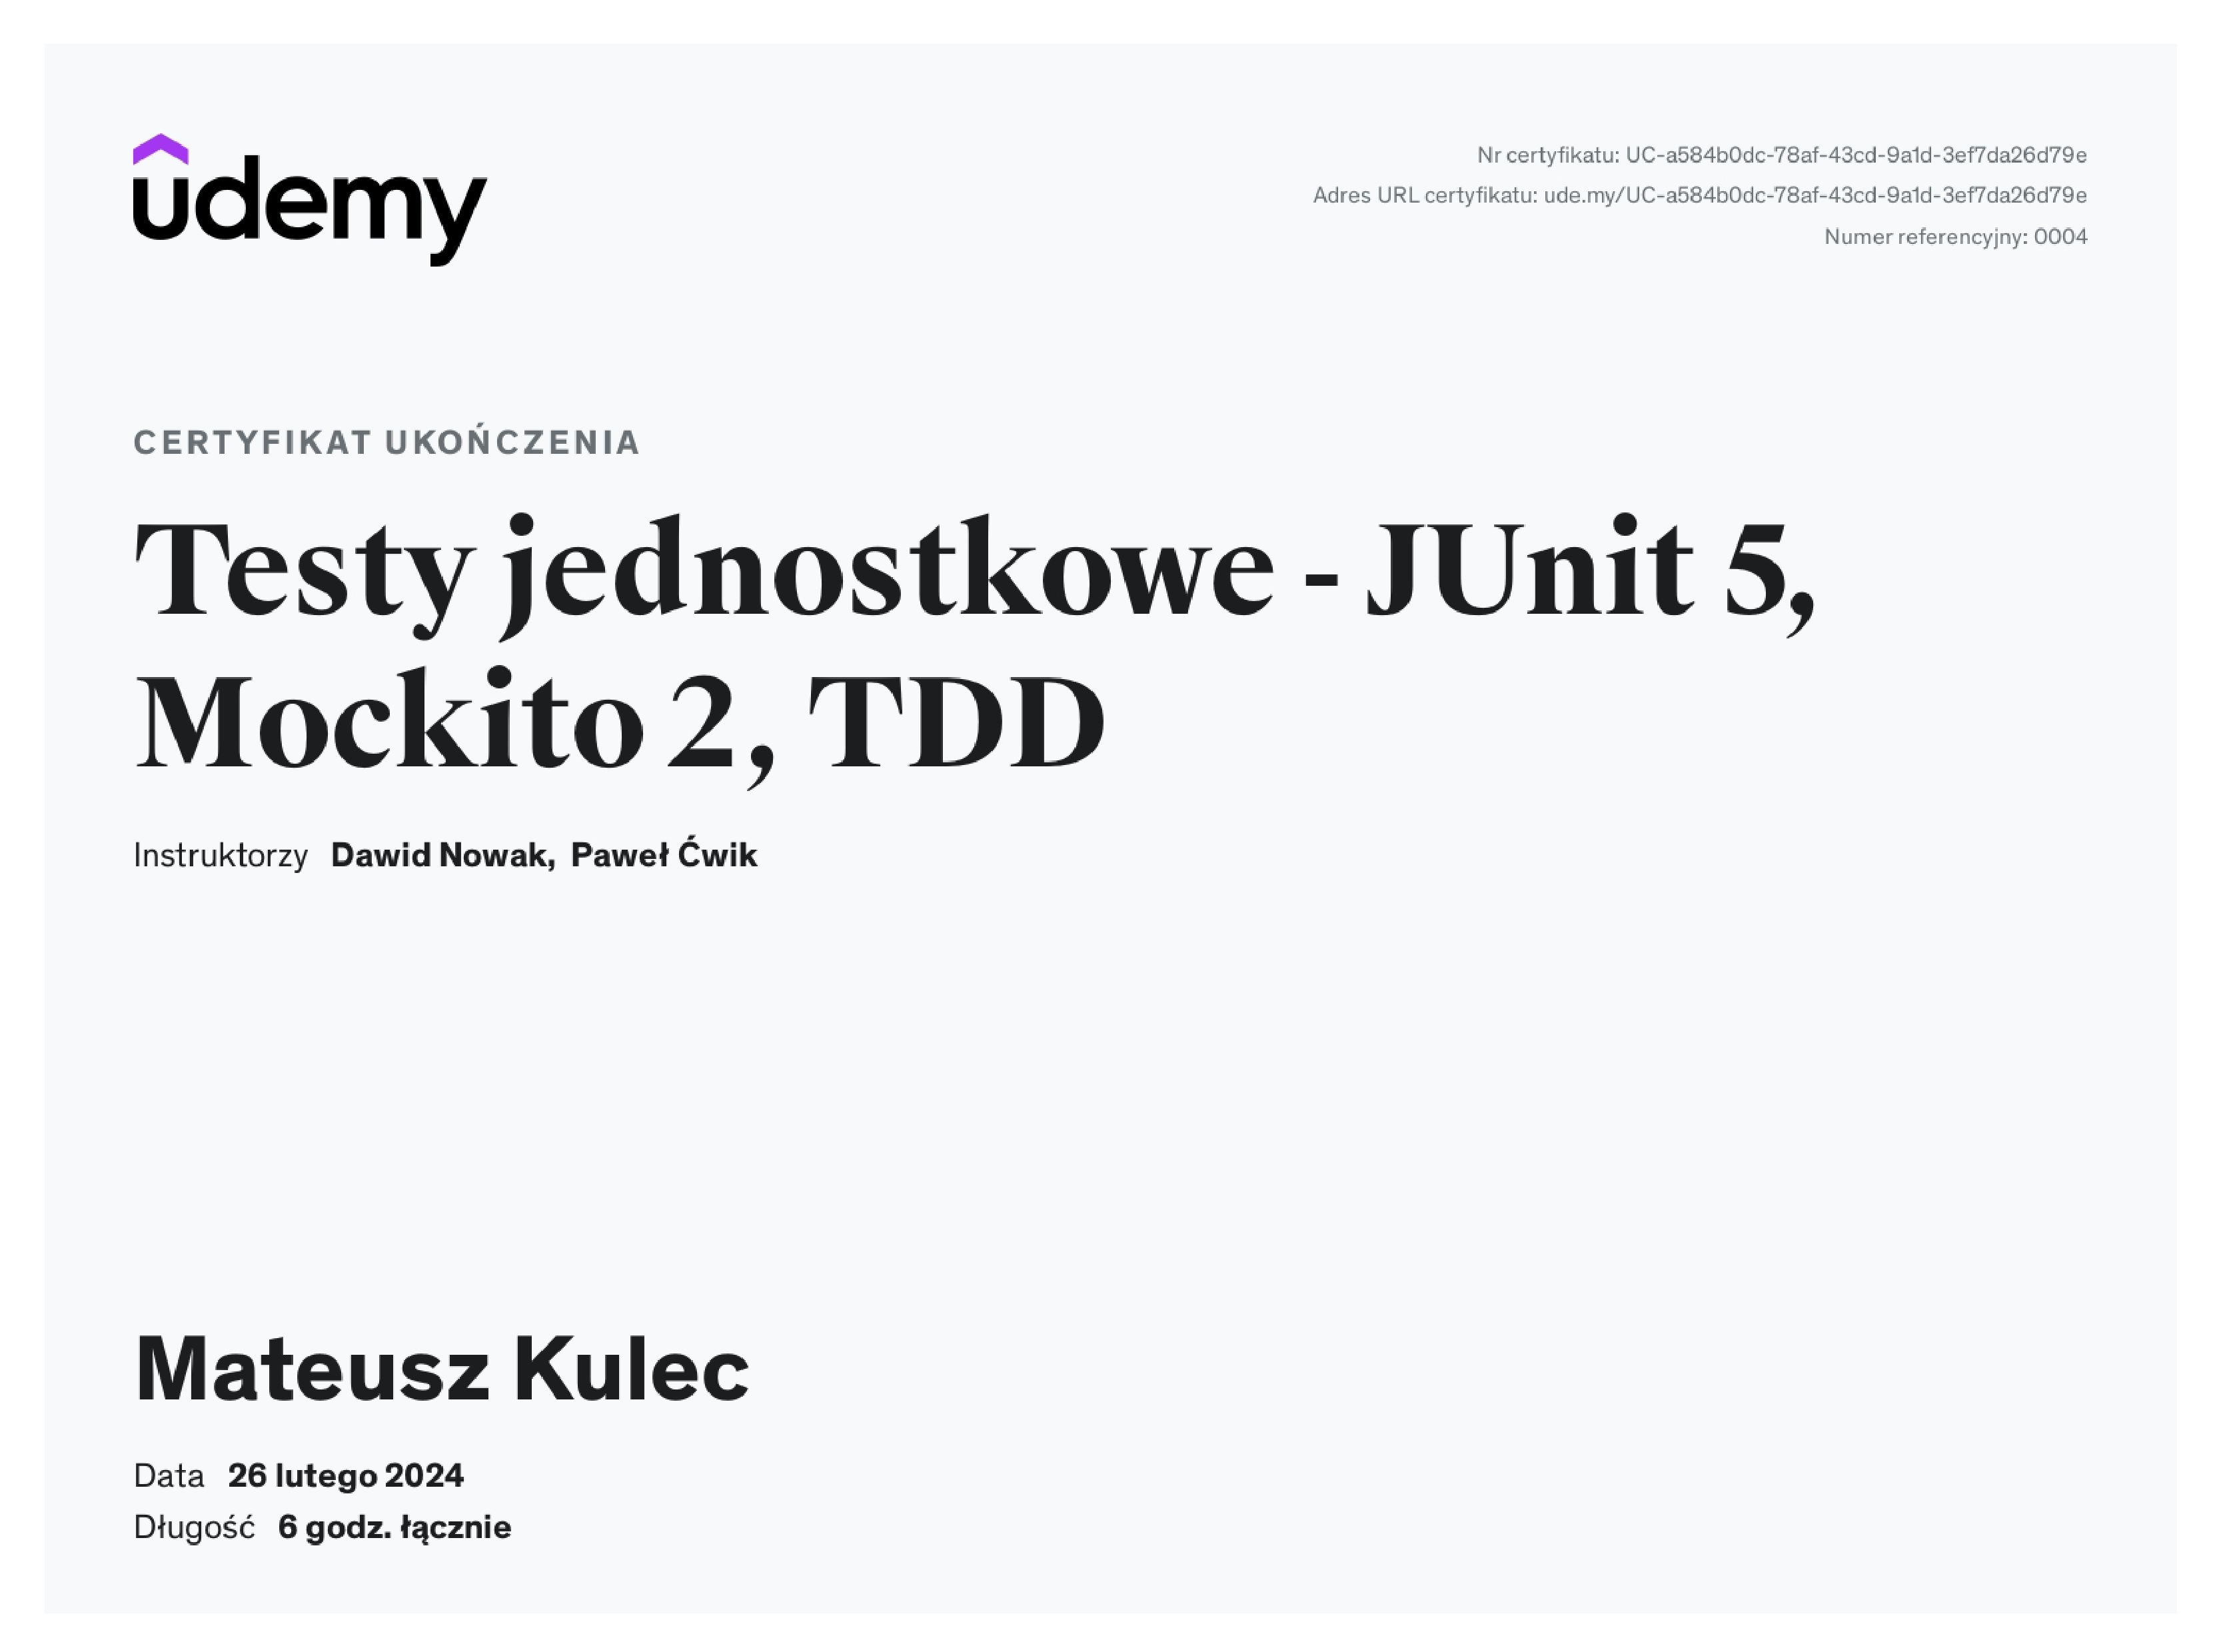 udemy
Nr certyfikatu: UC-a584b0dc-78af-43cd-9a1d-3ef7da26d79e
Adres URL certyfikatu: ude.my/UC-a584b0dc-78af-43cd-9a1d-3ef7da26d79e
Numer referencyjny: 0004
CERTYFIKAT UKOŃCZENIA
Testy jednostkowe - JUnit 5,
Mockito 2, TDD
Instruktorzy Dawid Nowak, Paweł Ćwik
Mateusz Kulec
Data 26 lutego 2024
Długość 6 godz. łącznie